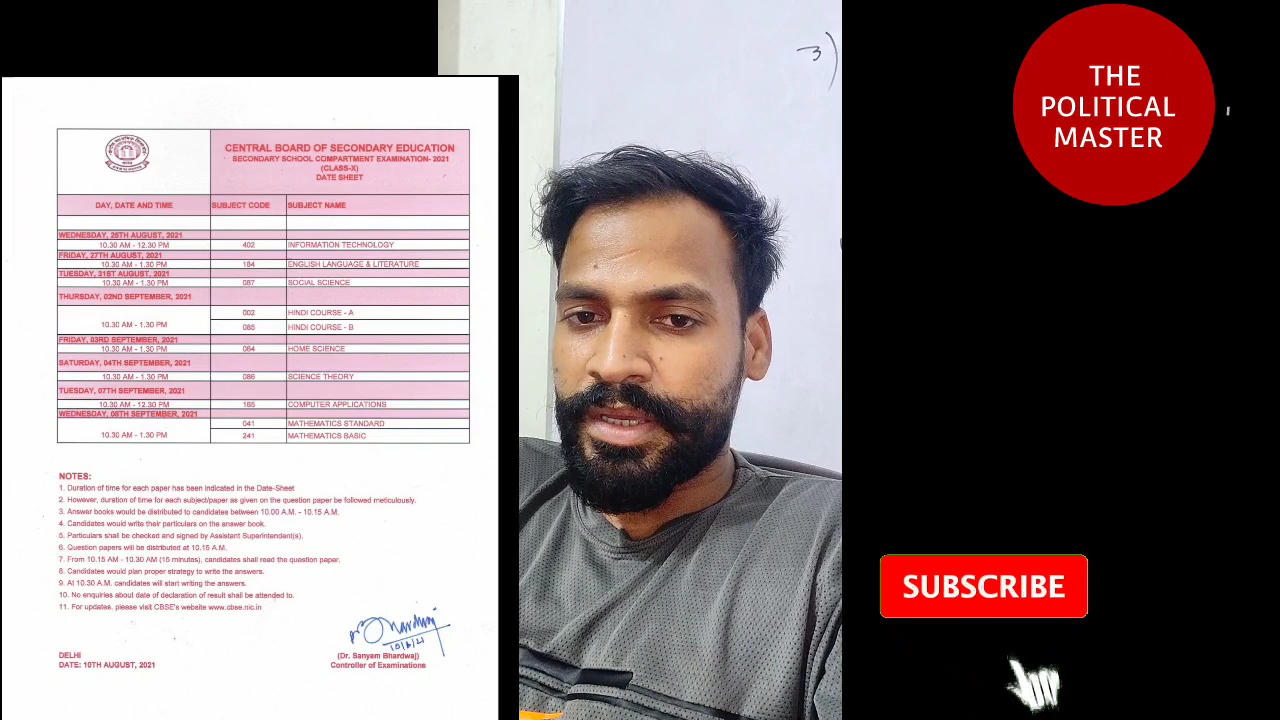 CENTRAL BOARD OF SECONDARY EDUCATION
SECONDARY SCHOOL COMPARTMENT EXAMINATION- 2021
(CLASS-X)
DATE SHEET
DAY, DATE AND TIME SUBJECT CODE SUBJECT NAME
WEDNESDAY, 25TH AUGUST, 2021
10.30 AM - 12.30 PM 402 INFORMATION TECHNOLOGY
FRIDAY, 27TH AUGUST, 2021
10.30 AM - 1.30 PM 184 ENGLISH LANGUAGE & LITERATURE
TUESDAY, 31ST AUGUST, 2021
10.30 AM - 1.30 PM 087 SOCIAL SCIENCE
THURSDAY, 02ND SEPTEMBER, 2021
002 HINDI COURSE - A
10.30 AM - 1.30 PM 085 HINDI COURSE - B
FRIDAY, 03RD SEPTEMBER, 2021
10.30 AM - 1.30 PM 064 HOME SCIENCE
SATURDAY, 04TH SEPTEMBER, 2021
10.30 AM - 1.30 PM 086 SCIENCE THEORY
TUESDAY, 07TH SEPTEMBER, 2021
10.30 AM - 12.30 PM 165 COMPUTER APPLICATIONS
WEDNESDAY, 08TH SEPTEMBER, 2021
041 MATHEMATICS STANDARD
10.30 AM - 1.30 PM 241 MATHEMATICS BASIC
NOTES:
1. Duration of time for each paper has been indicated in the Date-Sheet
2. However, duration of time for each subject/paper as given on the question paper be followed meticulously.
3. Answer books would be distributed to candidates between 10.00 A.M. - 10.15 A.M.
4. Candidates would write their particulars on the answer book.
5. Particulars shall be checked and signed by Assistant Superintendent(s).
6. Question papers will be distributed at 10.15 A.M.
7. From 10.15 AM - 10.30 AM (15 minutes), candidates shall read the question paper.
8. Candidates would plan proper strategy to write the answers.
9. At 10.30 A.M. candidates will start writing the answers.
10. No enquiries about date of declaration of result shall be attended to.
11. For updates, please visit CBSE's website www.cbse.nic.in
DELHI
DATE: 10TH AUGUST, 2021
(Dr. Sanyam Bhardwaj)
Controller of Examinations
3)
THE
POLITICAL
MASTER
SUBSCRIBE